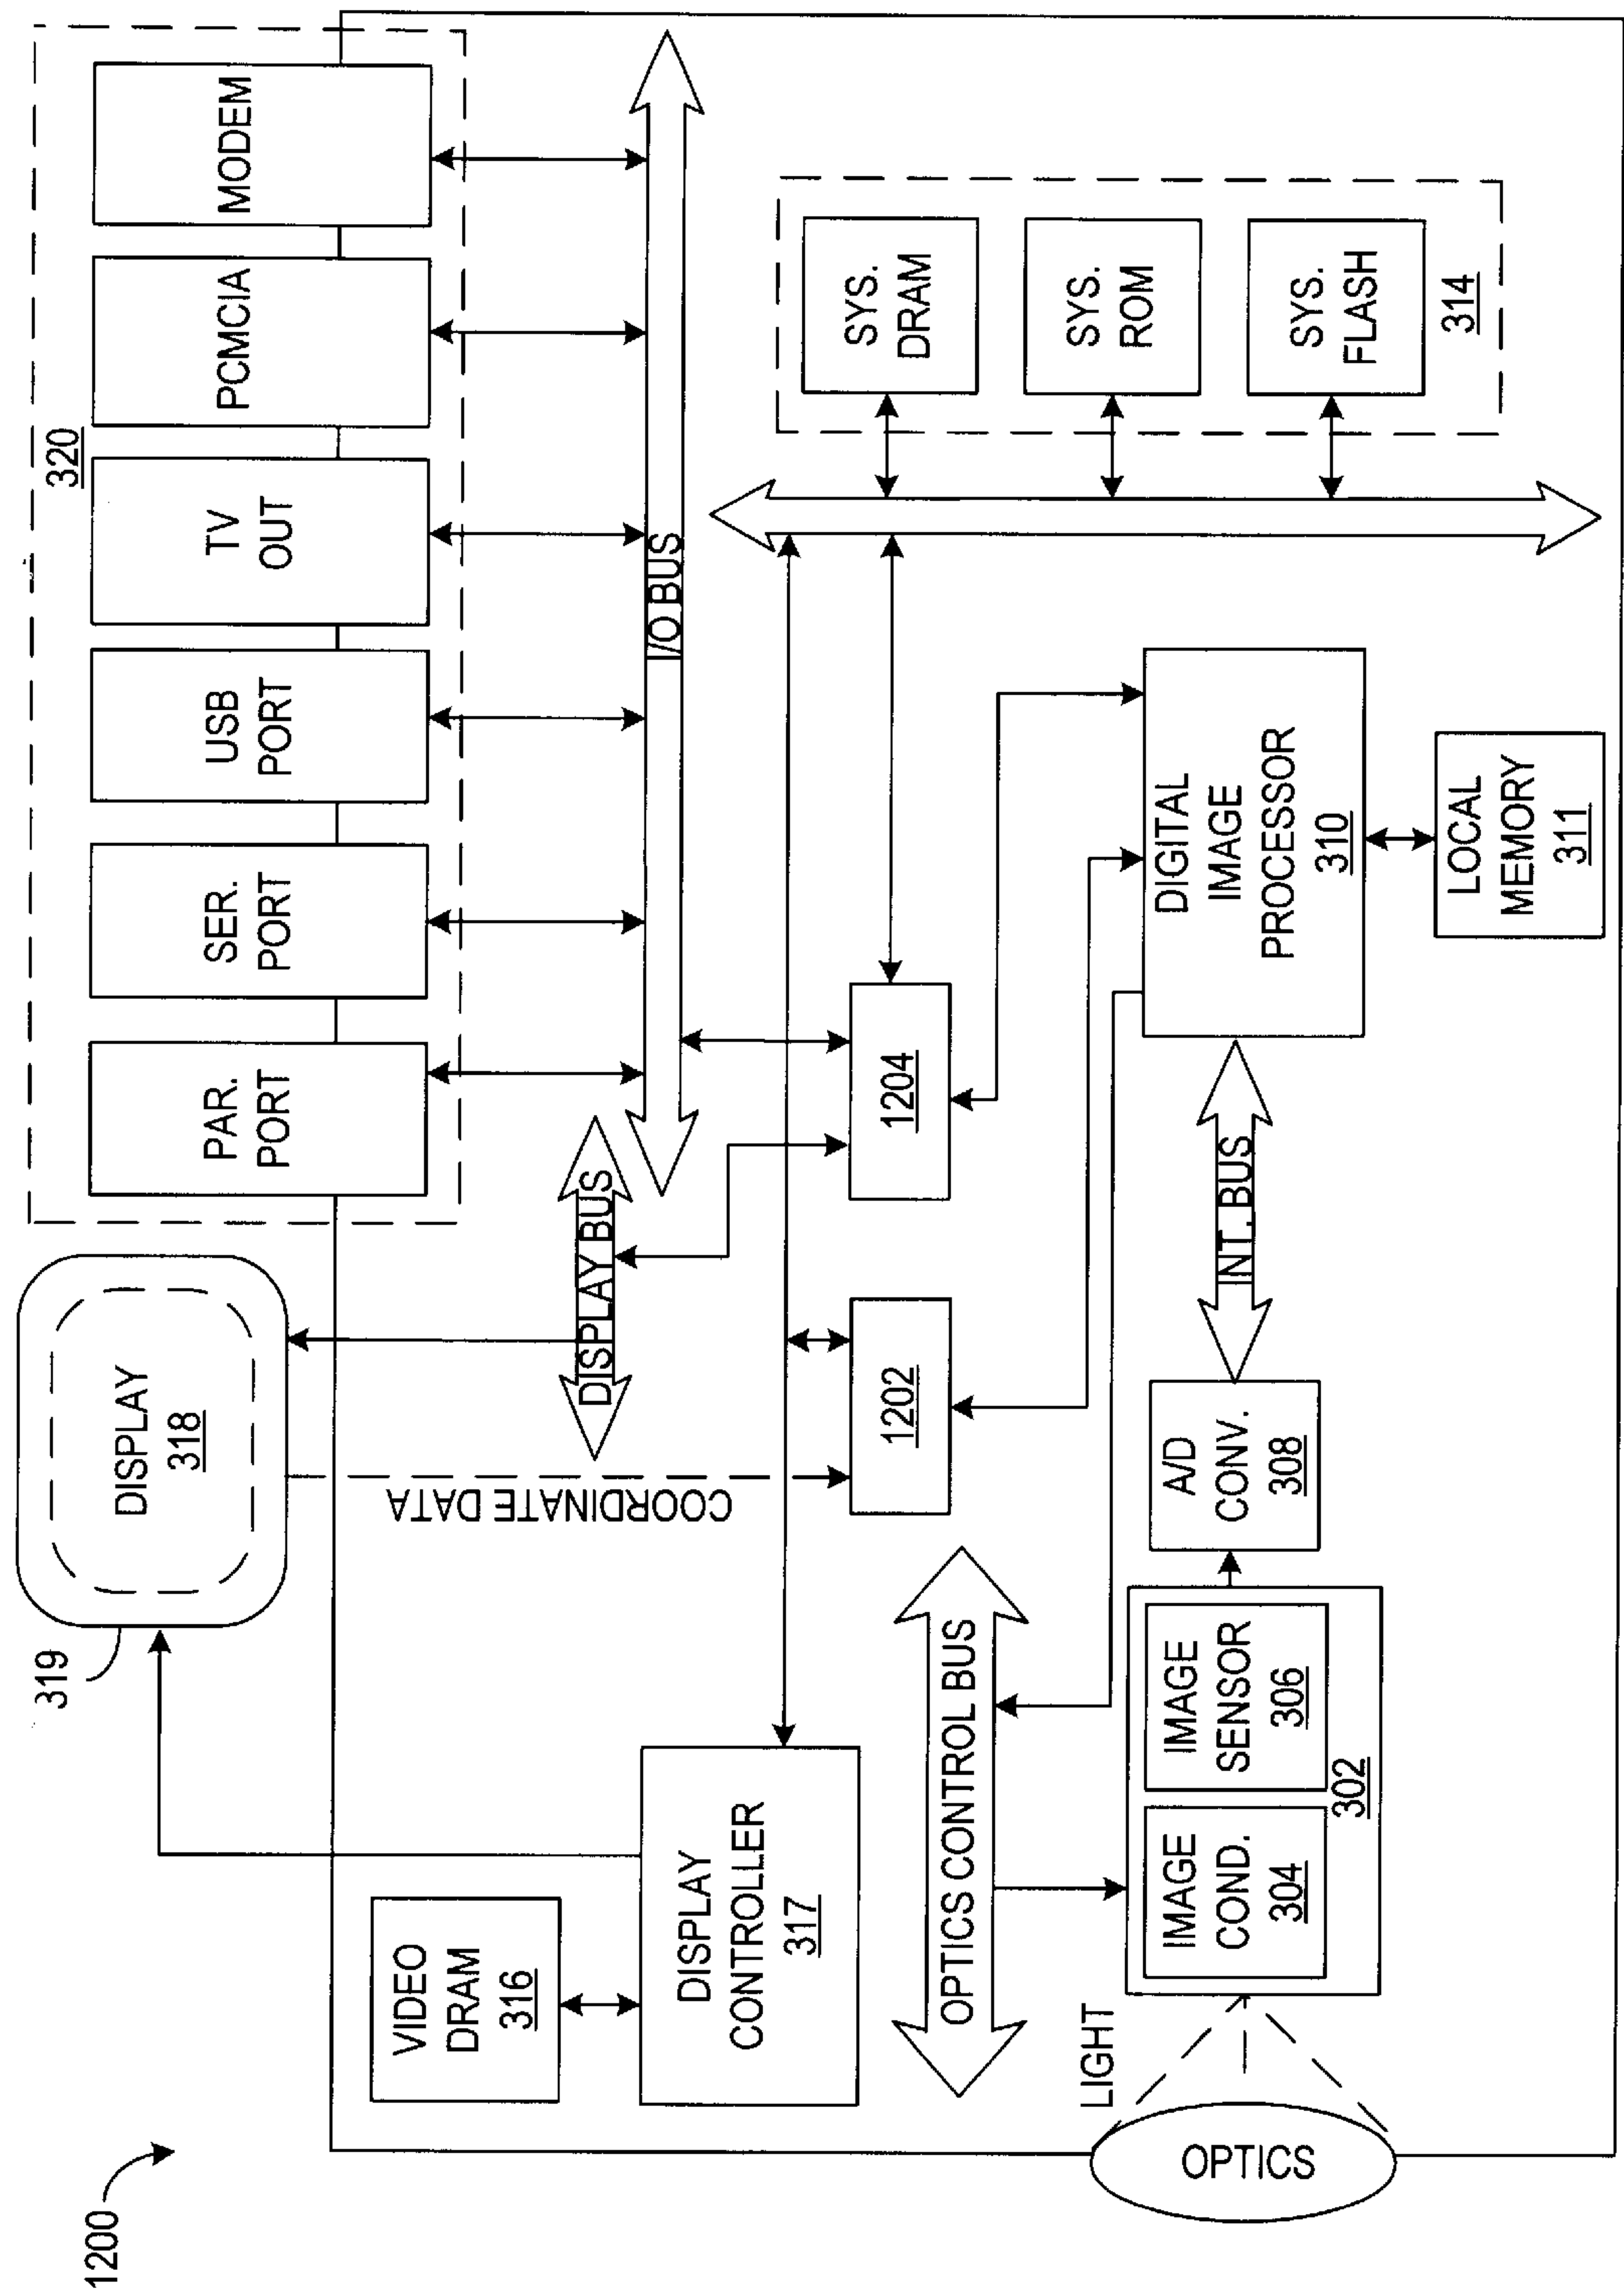 1200
319
DISPLAY
318
320
PAR.
PORT
SER.
PORT
USB
PORT
TV
OUT
PCMCIA
MODEM
VIDEO
DRAM
316
DISPLAY
CONTROLLER
317
COORDINATE DATA
DISPLAY BUS
I/O BUS
1202
1204
SYS.
DRAM
SYS.
ROM
SYS.
FLASH
314
OPTICS CONTROL BUS
LIGHT
OPTICS
IMAGE
COND.
304
IMAGE
SENSOR
306
302
A/D
CONV.
308
INT. BUS
DIGITAL
IMAGE
PROCESSOR
310
LOCAL
MEMORY
311